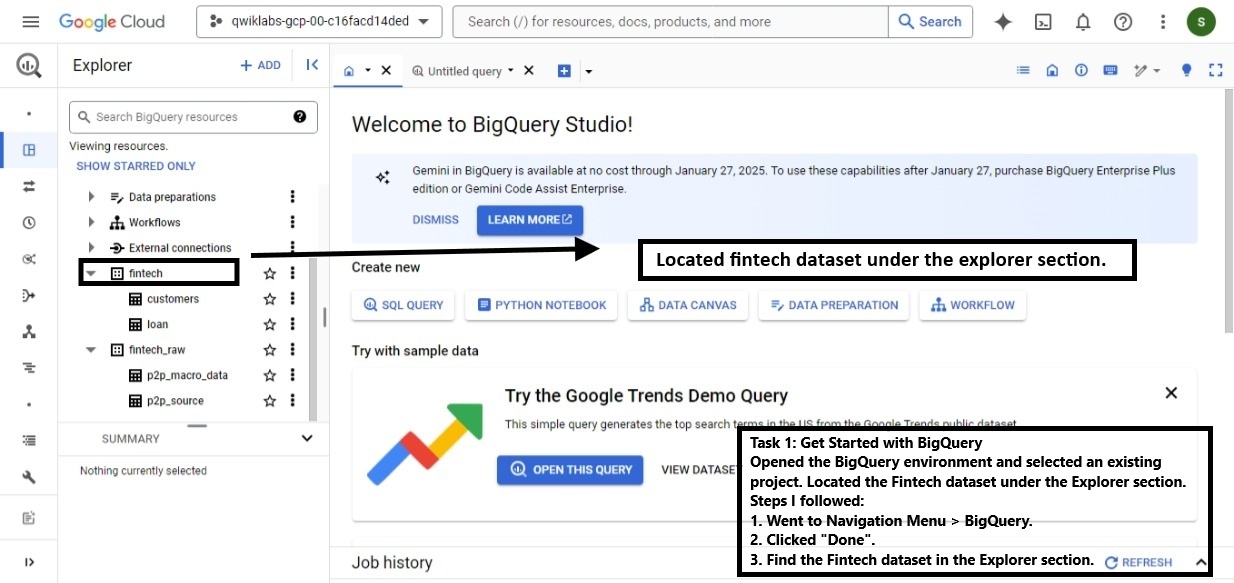 Google Cloud
qwiklabs-gcp-00-c16facd14ded
Search (/) for resources, docs, products, and more
Search
S
Explorer
+ ADD
Untitled query
Search BigQuery resources
Viewing resources.
SHOW STARRED ONLY
Data preparations
Workflows
External connections
fintech
customers
loan
fintech_raw
p2p_macro_data
p2p_source
SUMMARY
Nothing currently selected
Welcome to BigQuery Studio!
Gemini in BigQuery is available at no cost through January 27, 2025. To use these capabilities after January 27, purchase BigQuery Enterprise Plus
edition or Gemini Code Assist Enterprise.
DISMISS
LEARN MORE
Located fintech dataset under the explorer section.
Create new
SQL QUERY
PYTHON NOTEBOOK
DATA CANVAS
DATA PREPARATION
WORKFLOW
Try with sample data
Try the Google Trends Demo Query
This simple query generates the top search terms in the US from the Google Trends public dataset.
OPEN THIS QUERY
VIEW DATASET
Task 1: Get Started with BigQuery
Opened the BigQuery environment and selected an existing
project. Located the Fintech dataset under the Explorer section.
Steps I followed:
1. Went to Navigation Menu > BigQuery.
2. Clicked "Done".
3. Find the Fintech dataset in the Explorer section.
Job history
REFRESH